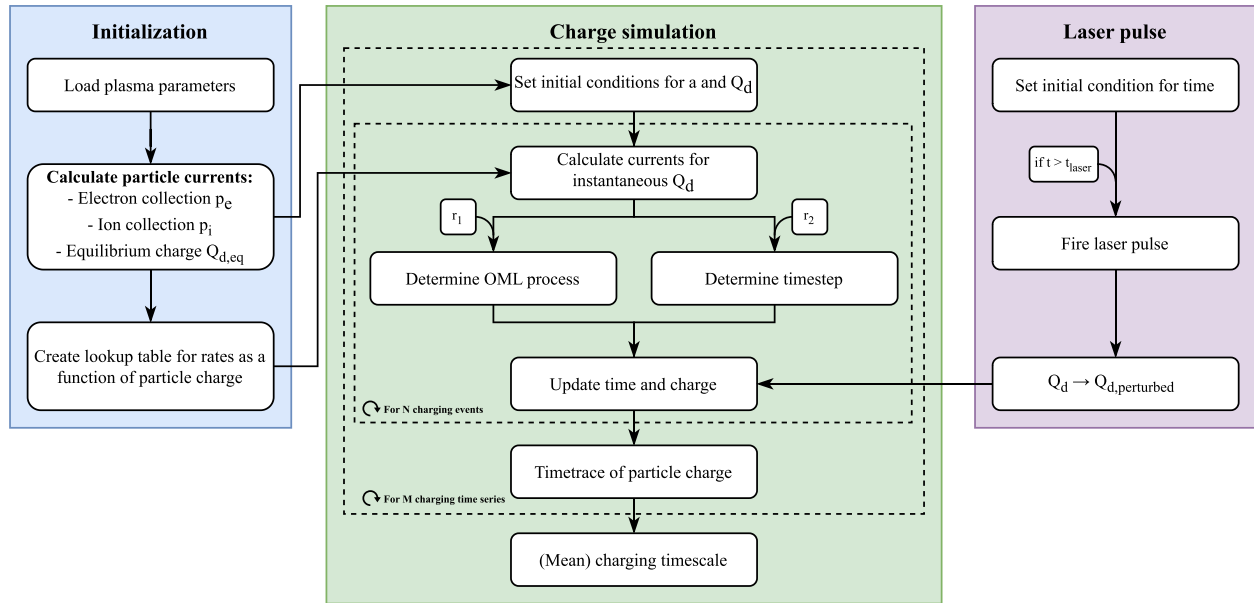 Initialization
Load plasma parameters
Calculate particle currents:
- Electron collection pe
- Ion collection pi
- Equilibrium charge Qd,eq
Create lookup table for rates as a
function of particle charge
Charge simulation
Set initial conditions for a and Qd
Calculate currents for
instantaneous Qd
r1
r2
Determine OML process
Determine timestep
Update time and charge
For N charging events
Timetrace of particle charge
For M charging time series
(Mean) charging timescale
Laser pulse
Set initial condition for time
if t > tlaser
Fire laser pulse
Qd → Qd,perturbed